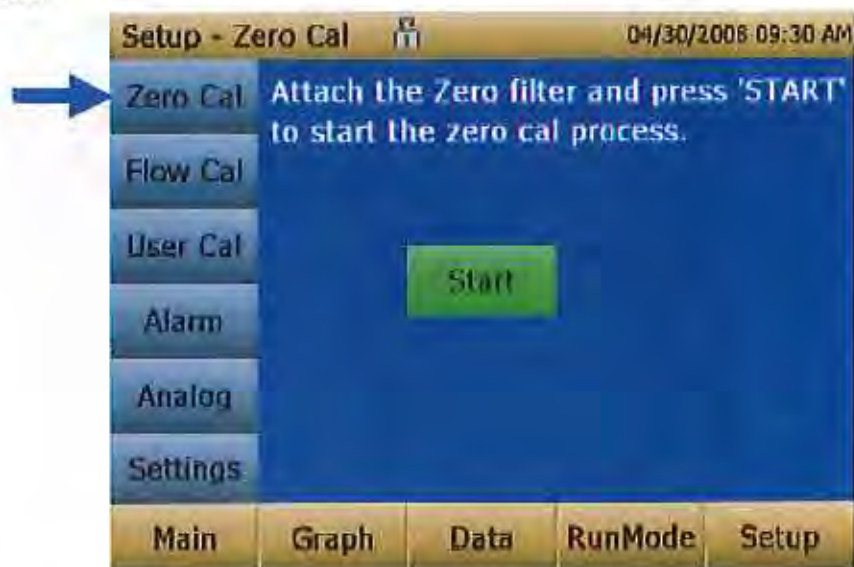 Setup - Zero Cal 04/30/2008 09:30 AM
Zero Cal
Attach the Zero filter and press 'START'
to start the zero cal process.
Flow Cal
User Cal
Start
Alarm
Analog
Settings
Main Graph Data RunMode Setup